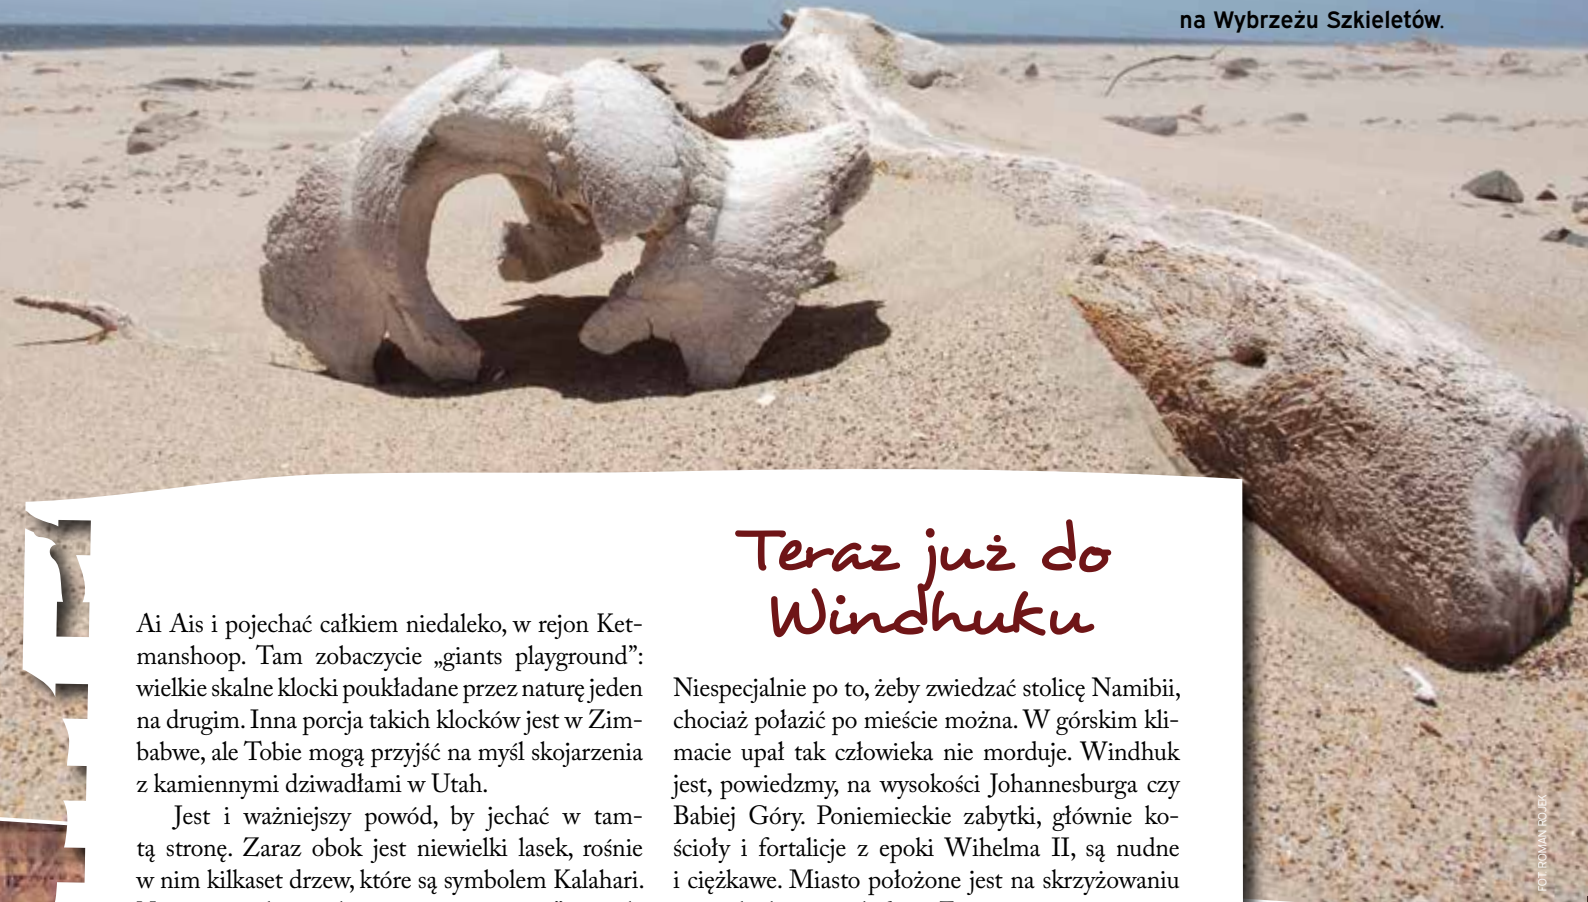 na Wybrzeżu Szkieletów.
Ai Ais i pojechać całkiem niedaleko, w rejon Ket-
manshoop. Tam zobaczycie „giants playground”:
wielkie skalne klocki poukładane przez naturę jeden
na drugim. Inna porcja takich klocków jest w Zim-
babwe, ale Tobie mogą przyjść na myśl skojarzenia
z kamiennymi dziwadłami w Utah.
Jest i ważniejszy powód, by jechać w tam-
tą stronę. Zaraz obok jest niewielki lasek, rośnie
w nim kilkaset drzew, które są symbolem Kalahari.
Teraz już do
Windhuku
Niespecjalnie po to, żeby zwiedzać stolicę Namibii,
chociaż połazić po mieście można. W górskim kli-
macie upał tak człowieka nie morduje. Windhuk
jest, powiedzmy, na wysokości Johannesburga czy
Babiej Góry. Poniemieckie zabytki, głównie ko-
ścioły i fortalicje z epoki Wihelma II, są nudne
i ciężkawe. Miasto położone jest na skrzyżowaniu
FOT. ROMAN ROJEK